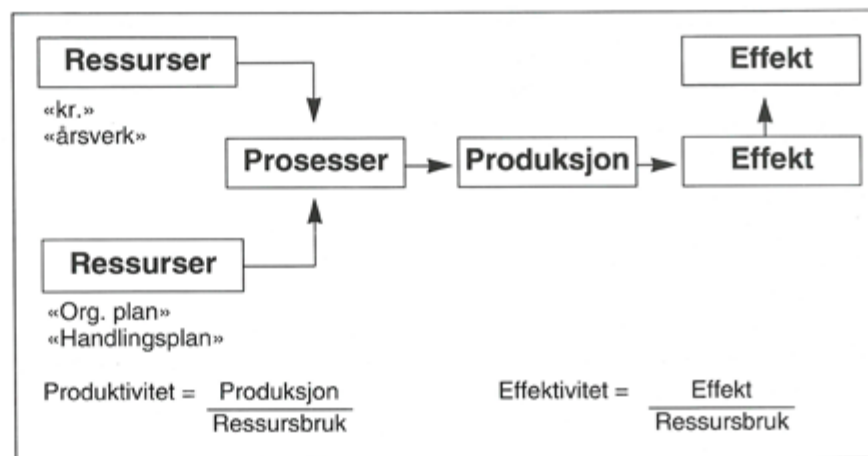 Ressurser
«kr.»
«årsverk»
Effekt
Prosesser
Produksjon
Effekt
Ressurser
«Org. plan»
«Handlingsplan»
Produktivitet = Produksjon
Ressursbruk
Effektivitet = Effekt
Ressursbruk